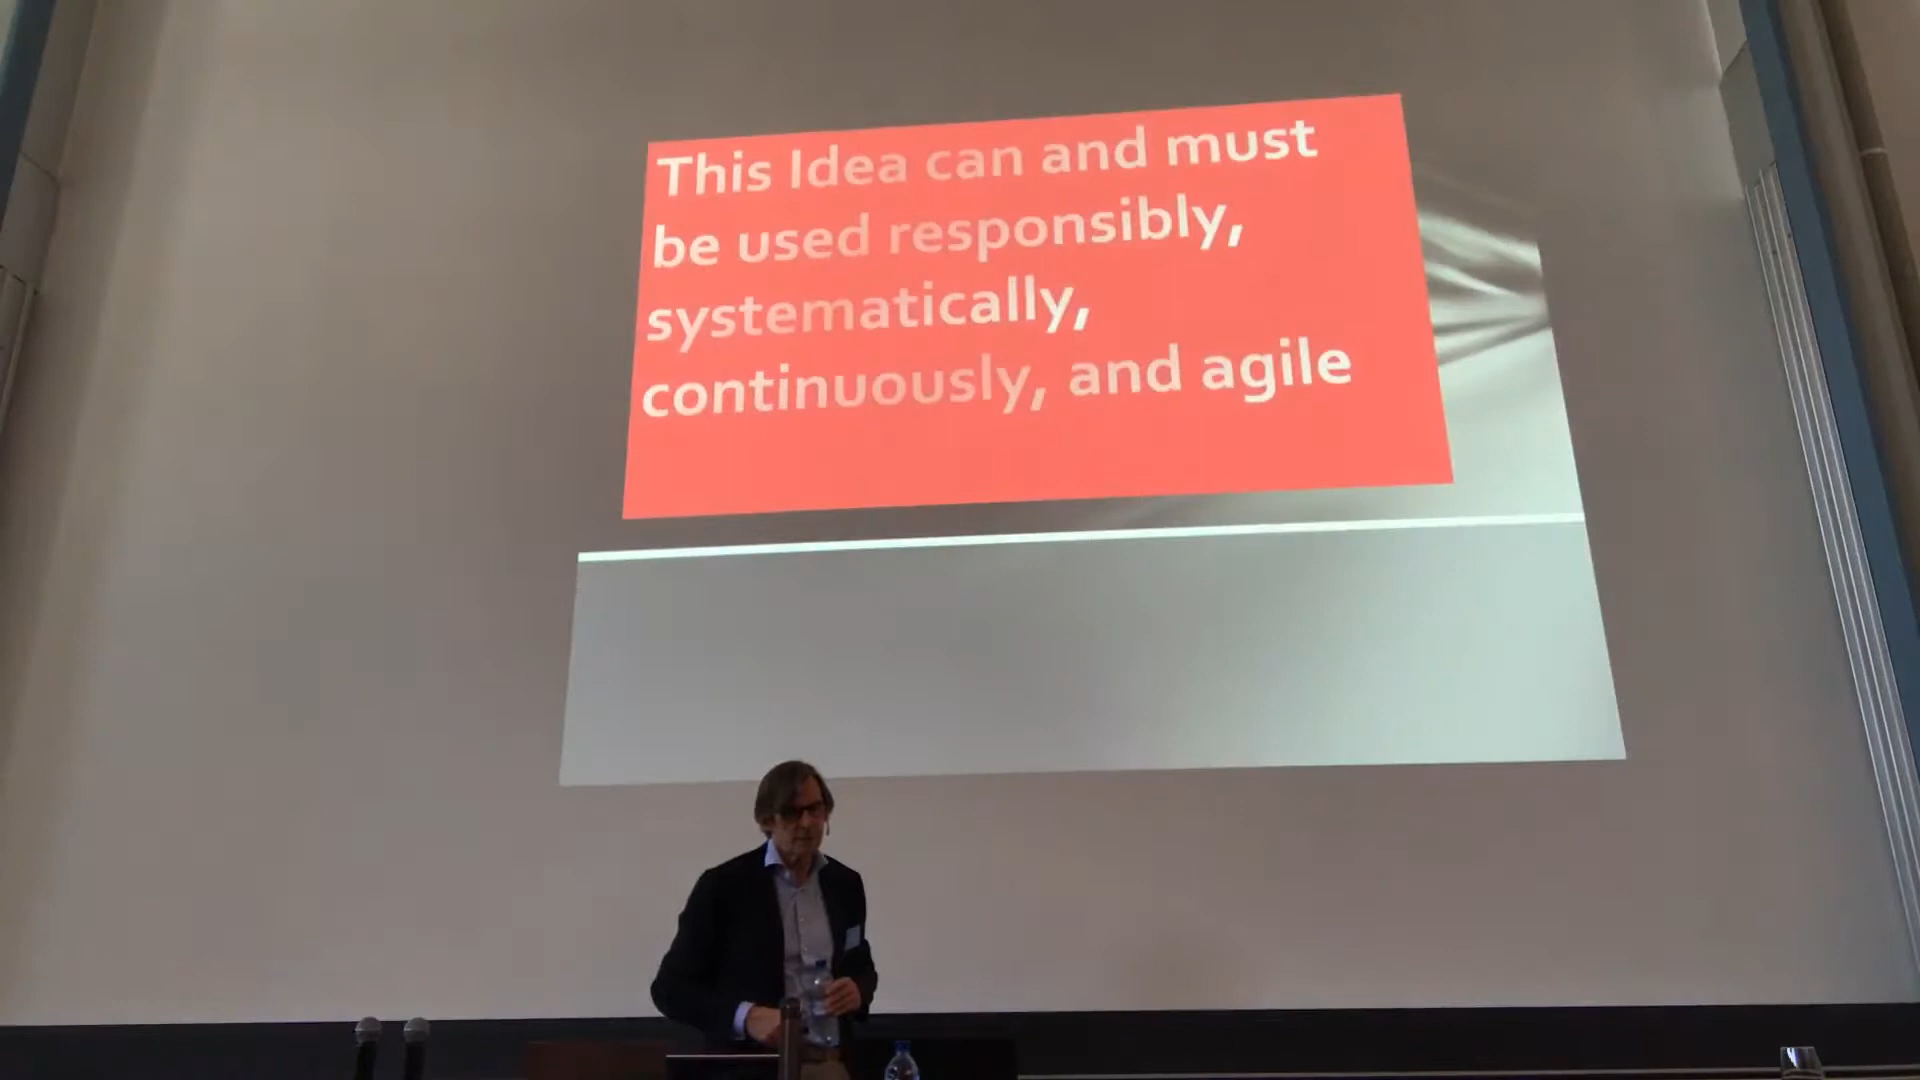 This Idea can and must
be used responsibly,
systematically,
continuously, and agile